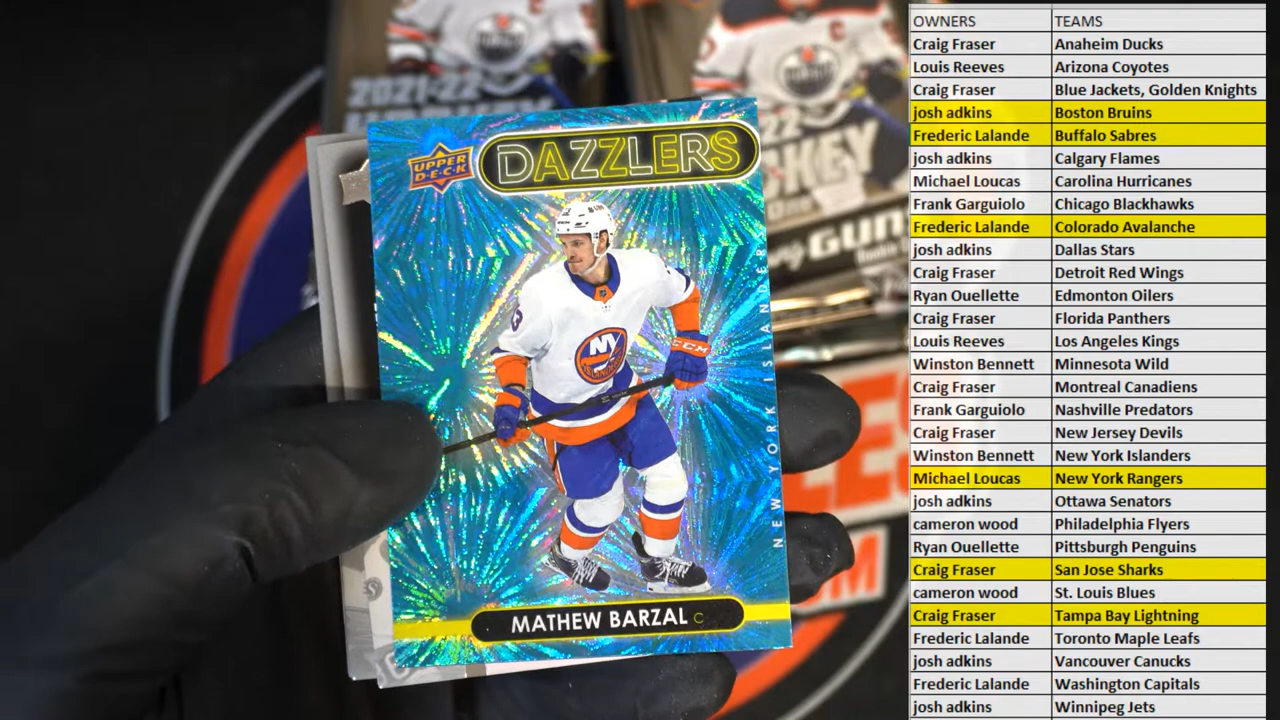 2021-22
22
HOCKEY
Young GUNS
UPPER
D·E·C·K
DAZZLERS
NEW YORK ISLANDERS
NY
ISLANDERS
CCM
MATHEW BARZAL C
OWNERS TEAMS
Craig Fraser Anaheim Ducks
Louis Reeves Arizona Coyotes
Craig Fraser Blue Jackets, Golden Knights
josh adkins Boston Bruins
Frederic Lalande Buffalo Sabres
josh adkins Calgary Flames
Michael Loucas Carolina Hurricanes
Frank Garguiolo Chicago Blackhawks
Frederic Lalande Colorado Avalanche
josh adkins Dallas Stars
Craig Fraser Detroit Red Wings
Ryan Ouellette Edmonton Oilers
Craig Fraser Florida Panthers
Louis Reeves Los Angeles Kings
Winston Bennett Minnesota Wild
Craig Fraser Montreal Canadiens
Frank Garguiolo Nashville Predators
Craig Fraser New Jersey Devils
Winston Bennett New York Islanders
Michael Loucas New York Rangers
josh adkins Ottawa Senators
cameron wood Philadelphia Flyers
Ryan Ouellette Pittsburgh Penguins
Craig Fraser San Jose Sharks
cameron wood St. Louis Blues
Craig Fraser Tampa Bay Lightning
Frederic Lalande Toronto Maple Leafs
josh adkins Vancouver Canucks
Frederic Lalande Washington Capitals
josh adkins Winnipeg Jets